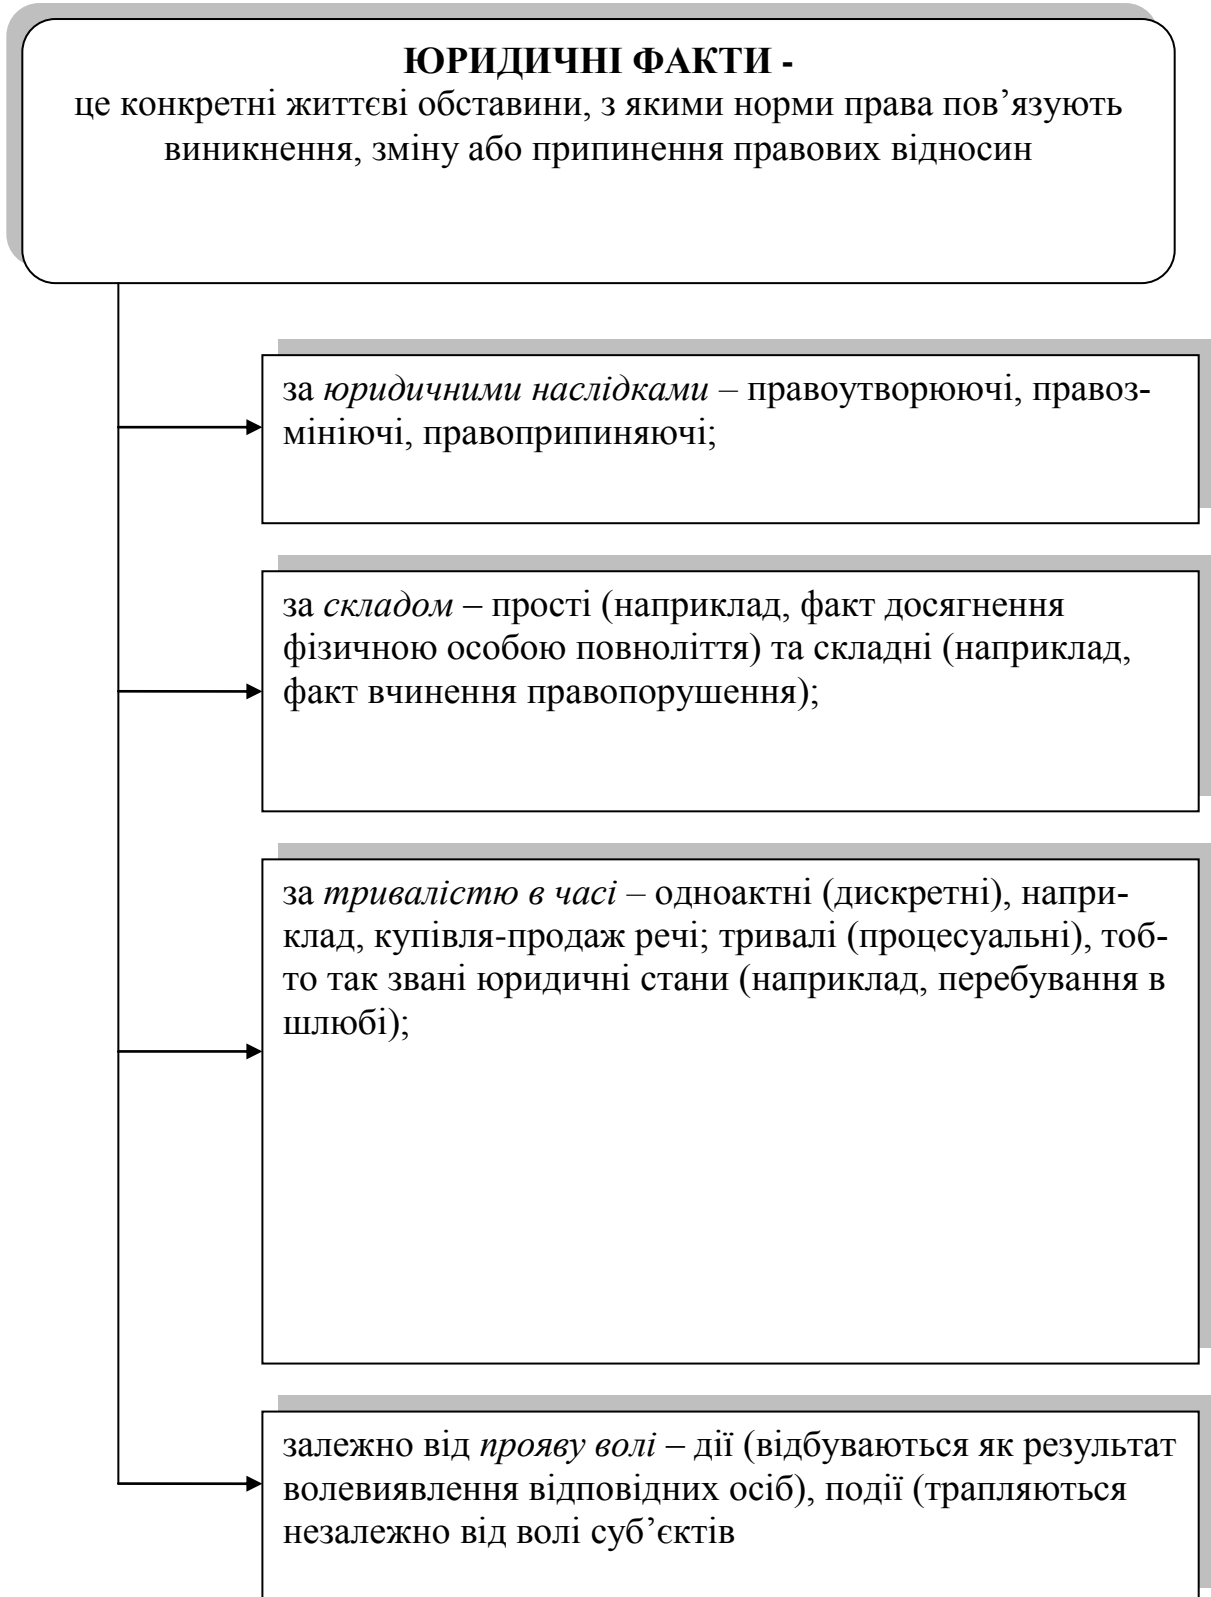 ЮРИДИЧНІ ФАКТИ -
це конкретні життєві обставини, з якими норми права пов’язують
виникнення, зміну або припинення правових відносин
за юридичними наслідками – правоутворюючі, правоз-
мініючі, правоприпиняючі;
за складом – прості (наприклад, факт досягнення
фізичною особою повноліття) та складні (наприклад,
факт вчинення правопорушення);
за тривалістю в часі – одноактні (дискретні), напри-
клад, купівля-продаж речі; тривалі (процесуальні), тоб-
то так звані юридичні стани (наприклад, перебування в
шлюбі);
залежно від прояву волі – дії (відбуваються як результат
волевиявлення відповідних осіб), події (трапляються
незалежно від волі суб’єктів